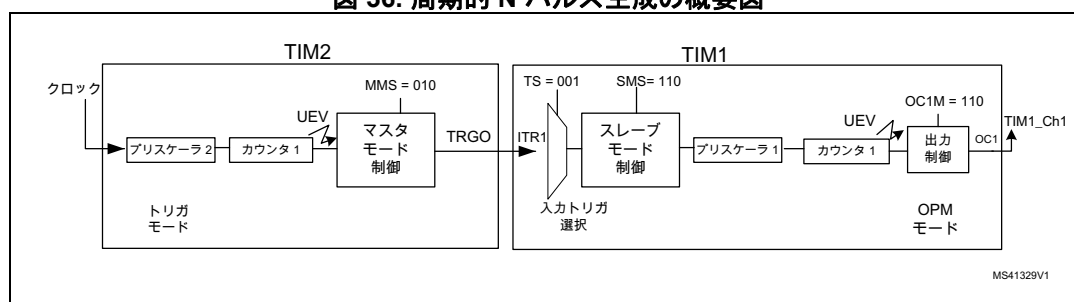 図 36. 周期的 N パルス生成の概要図
TIM2
クロック
MMS = 010
UEV
プリスケーラ 2
カウンタ 1
マスタ
モード
制御
TRGO
トリガ
モード
TIM1
TS = 001
SMS= 110
ITR1
スレーブ
モード
制御
プリスケーラ 1
カウンタ 1
UEV
OC1M = 110
出力
制御
OC1
TIM1_Ch1
入力トリガ
選択
OPM
モード
MS41329V1